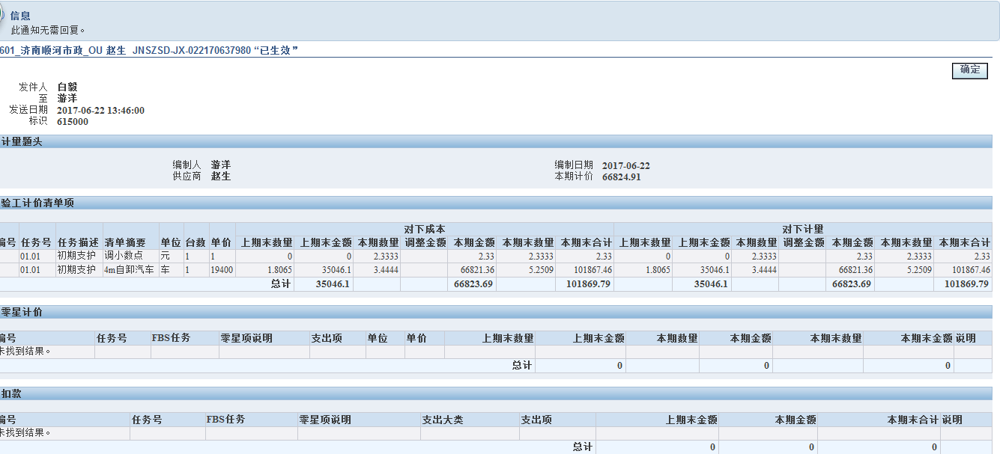 信息
此通知无需回复。
601_济南顺河市政_OU 赵生 JNSZSD-JX-022170637980 “已生效”
确定
发件人 白毅
至 游洋
发送日期 2017-06-22 13:46:00
标识 615000
计量题头
编制人 游洋 编制日期 2017-06-22
供应商 赵生 本期计价 66824.91
验工计价清单项
对下成本 对下计量
编号 任务号 任务描述 清单摘要 单位 台数 单价 上期末数量 上期末金额 本期数量 调整金额 本期金额 本期末数量 本期末合计 上期末数量 上期末金额 本期数量 调整金额 本期金额 本期末数量 本期末合计
01.01 初期支护 调小数点 元 1 1 0 0 2.3333 2.33 2.3333 2.33 0 0 2.3333 2.33 2.3333 2.33
01.01 初期支护 4m自卸汽车 车 1 19400 1.8065 35046.1 3.4444 66821.36 5.2509 101867.46 1.8065 35046.1 3.4444 66821.36 5.2509 101867.46
总计 35046.1 66823.69 101869.79 35046.1 66823.69 101869.79
零星计价
编号 任务号 FBS任务 零星项说明 支出项 单位 单价 上期末数量 上期末金额 本期数量 本期金额 本期末数量 本期末金额 说明
未找到结果。
总计 0 0 0
扣款
编号 任务号 FBS任务 零星项说明 支出大类 支出项 上期末金额 本期金额 本期末合计 说明
未找到结果。
总计 0 0 0